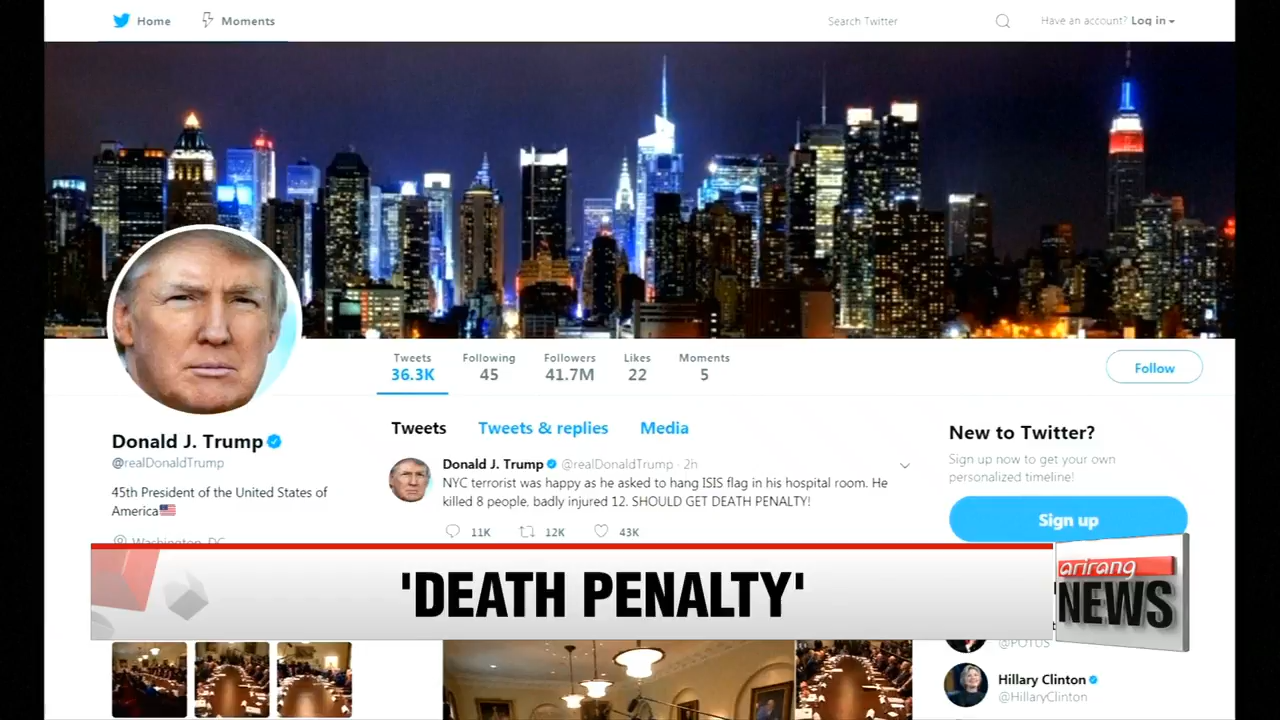 Home
Moments
Search Twitter
Have an account? Log in
Tweets
36.3K
Following
45
Followers
41.7M
Likes
22
Moments
5
Follow
Donald J. Trump
@realDonaldTrump
45th President of the United States of
America
Washington, DC
Tweets
Tweets & replies
Media
Donald J. Trump @realDonaldTrump · 2h
NYC terrorist was happy as he asked to hang ISIS flag in his hospital room. He
killed 8 people, badly injured 12. SHOULD GET DEATH PENALTY!
11K
12K
43K
New to Twitter?
Sign up now to get your own
personalized timeline!
Sign up
'DEATH PENALTY'
arirang
NEWS
@POTUS
Hillary Clinton
@HillaryClinton